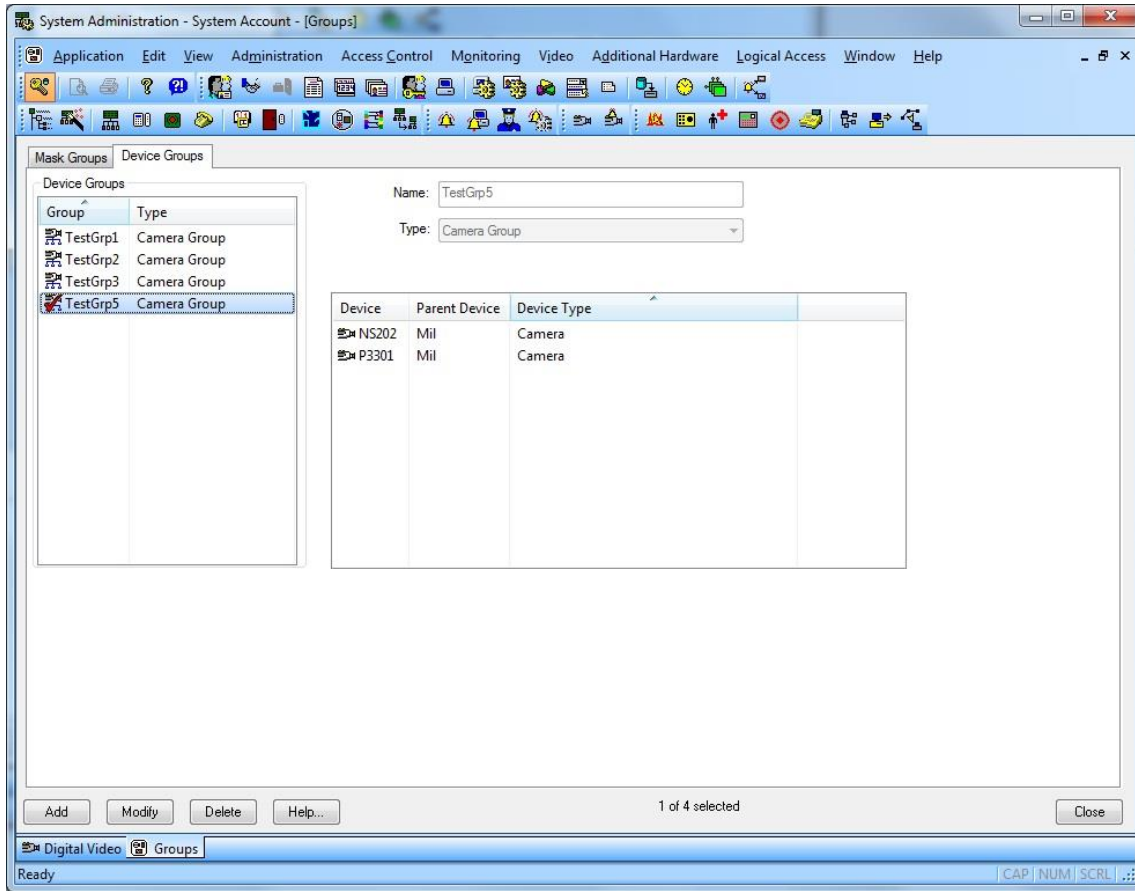 System Administration - System Account - [Groups]
Application Edit View Administration Access Control Monitoring Video Additional Hardware Logical Access Window Help
Mask Groups Device Groups
Device Groups
Group Type
TestGrp1 Camera Group
TestGrp2 Camera Group
TestGrp3 Camera Group
TestGrp5 Camera Group
Name: TestGrp5
Type: Camera Group
Device Parent Device Device Type
NS202 Mil Camera
P3301 Mil Camera
Add Modify Delete Help... 1 of 4 selected Close
Digital Video Groups
Ready CAP NUM SCRL